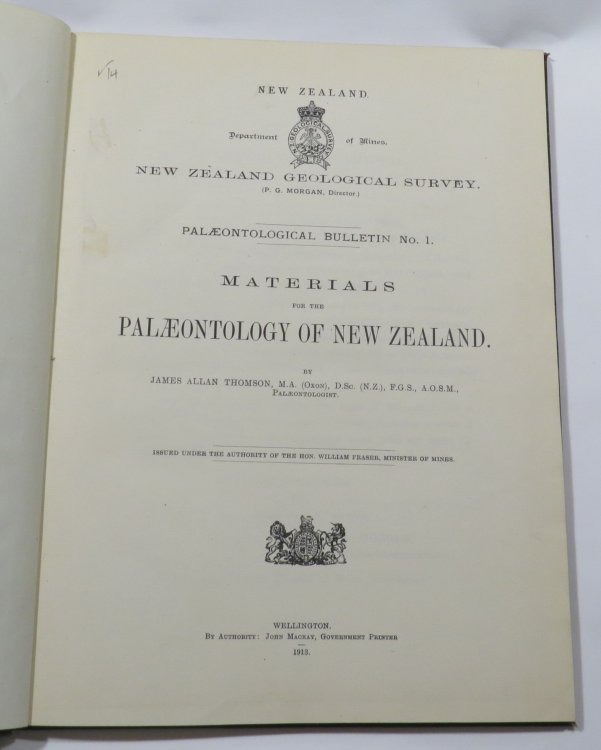 NEW ZEALAND.
Department of Mines.
NEW ZEALAND GEOLOGICAL SURVEY.
(P. G. MORGAN, Director.)
PALÆONTOLOGICAL BULLETIN No. 1.
MATERIALS
FOR THE
PALÆONTOLOGY OF NEW ZEALAND.
BY
JAMES ALLAN THOMSON, M.A. (Oxon), D.Sc. (N.Z.), F.G.S., A.O.S.M.,
Palæontologist.
ISSUED UNDER THE AUTHORITY OF THE HON. WILLIAM FRASER, MINISTER OF MINES.
WELLINGTON.
By Authority: John Mackay, Government Printer
1913.